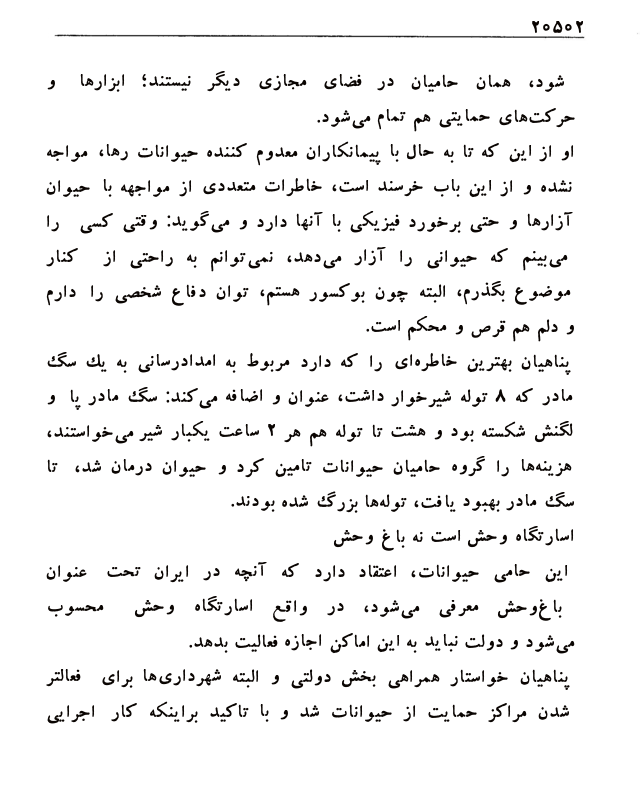 ۲۰۵۰۲
شود، همان حامیان در فضای مجازی دیگر نیستند؛ ابزارها و
حرکت‌های حمایتی هم تمام می‌شود.
او از این که تا به حال با پیمانکاران معدوم کننده حیوانات رها، مواجه
نشده و از این باب خرسند است، خاطرات متعددی از مواجهه با حیوان
آزارها و حتی برخورد فیزیکی با آنها دارد و می‌گوید: وقتی کسی را
می‌بینم که حیوانی را آزار می‌دهد، نمی‌توانم به راحتی از کنار
موضوع بگذرم، البته چون بوکسور هستم، توان دفاع شخصی را دارم
و دلم هم قرص و محکم است.
پناهیان بهترین خاطره‌ای را که دارد مربوط به امدادرسانی به یك سگ
مادر که ۸ توله شیرخوار داشت، عنوان و اضافه می‌کند: سگ مادر پا و
لگنش شکسته بود و هشت تا توله هم هر ۲ ساعت یکبار شیر می‌خواستند،
هزینه‌ها را گروه حامیان حیوانات تامین کرد و حیوان درمان شد، تا
سگ مادر بهبود یافت، توله‌ها بزرگ شده بودند.
اسارتگاه وحش است نه باغ وحش
این حامی حیوانات، اعتقاد دارد که آنچه در ایران تحت عنوان
باغ‌وحش معرفی می‌شود، در واقع اسارتگاه وحش محسوب
می‌شود و دولت نباید به این اماکن اجازه فعالیت بدهد.
پناهیان خواستار همراهی بخش دولتی و البته شهرداری‌ها برای فعالتر
شدن مراکز حمایت از حیوانات شد و با تاکید براینکه کار اجرایی